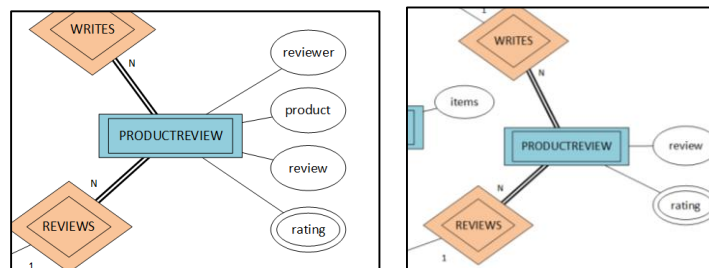 WRITES
N
reviewer
product
PRODUCTREVIEW
review
N
REVIEWS
rating
1
1
WRITES
N
items
PRODUCTREVIEW
review
N
rating
REVIEWS
1